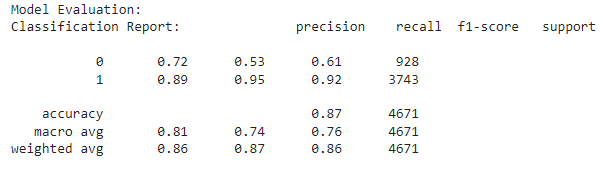 Model Evaluation:
Classification Report:               precision    recall  f1-score   support
0       0.72      0.53      0.61       928
1       0.89      0.95      0.92      3743
accuracy                           0.87      4671
macro avg       0.81      0.74      0.76      4671
weighted avg       0.86      0.87      0.86      4671